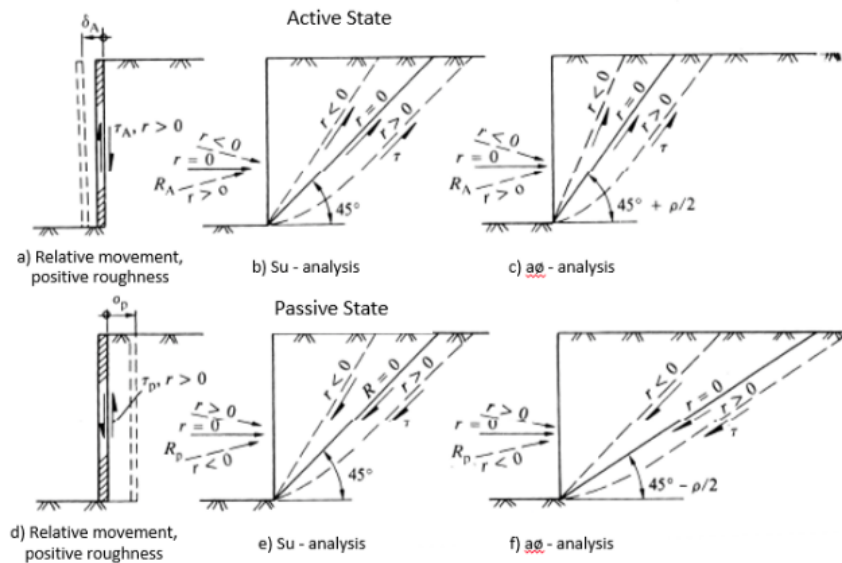 Active State
δA
τA, r > 0
r < 0
r = 0
RA
r > 0
r < 0
r = 0
r > 0
τ
45°
r < 0
r = 0
RA
r > 0
r < 0
r = 0
r > 0
τ
45° + ρ/2
a) Relative movement,
positive roughness
b) Su - analysis
c) aø - analysis
Passive State
τp, r > 0
r > 0
r = 0
Rp
r < 0
r < 0
R = 0
r > 0
τ
45°
r > 0
r = 0
Rp
r < 0
r < 0
r = 0
r > 0
τ
45° - ρ/2
d) Relative movement,
positive roughness
e) Su - analysis
f) aø - analysis